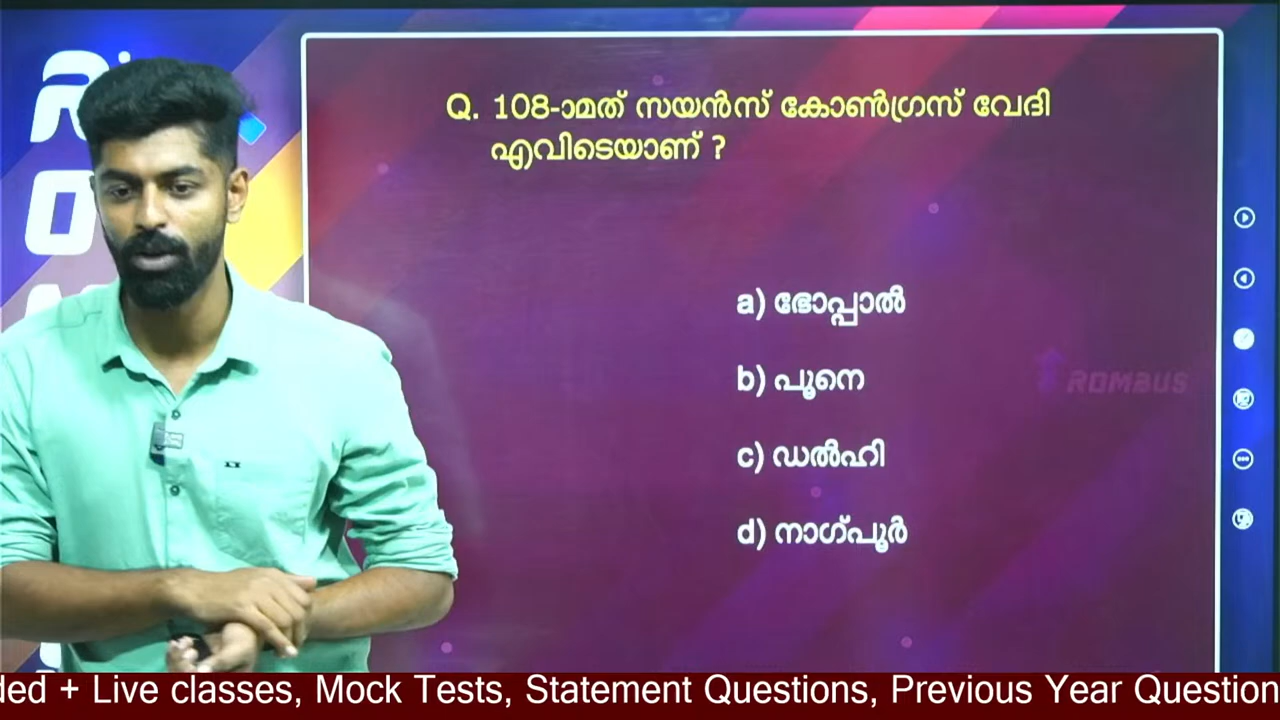 Q. 108-ാമത് സയൻസ് കോൺഗ്രസ് വേദി
എവിടെയാണ് ?
a) ഭോപ്പാൽ
b) പൂനെ
c) ഡൽഹി
d) നാഗ്പൂർ
ROMBUS
ded + Live classes, Mock Tests, Statement Questions, Previous Year Question